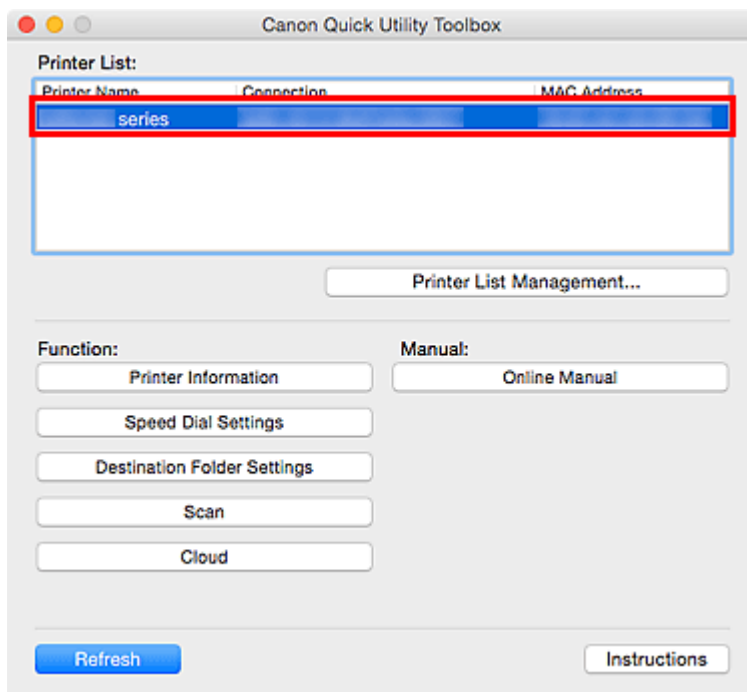 Canon Quick Utility Toolbox
Printer List:
Printer Name Connection MAC Address
series
Printer List Management...
Function: Manual:
Printer Information Online Manual
Speed Dial Settings
Destination Folder Settings
Scan
Cloud
Refresh Instructions